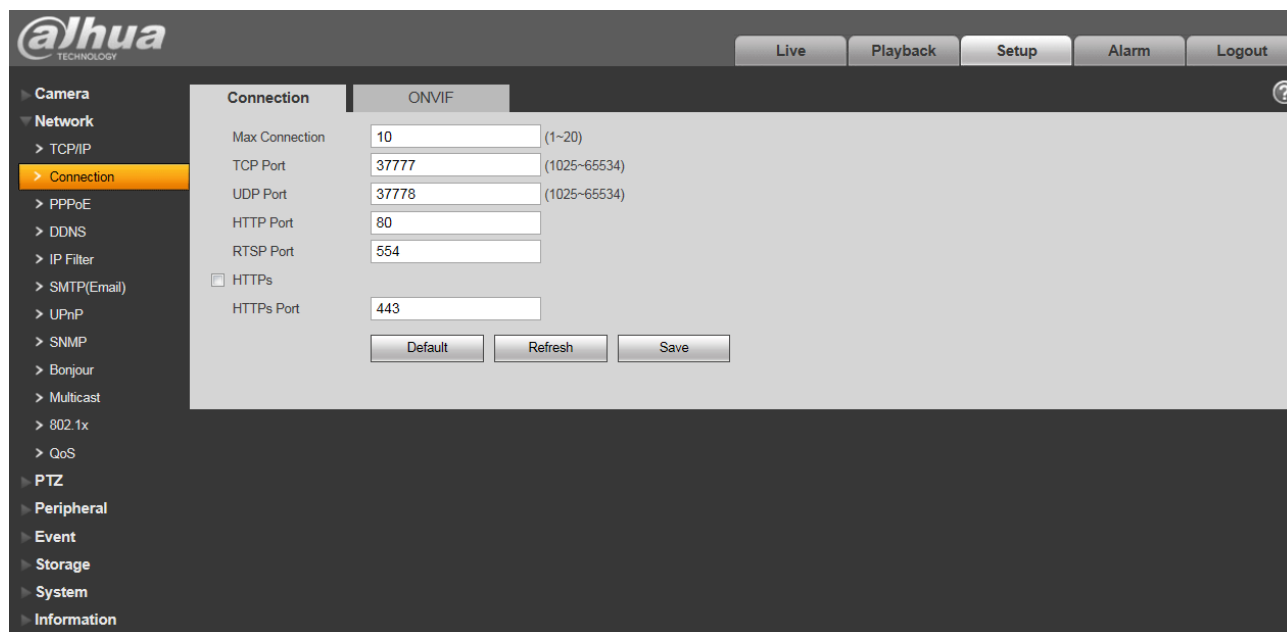 alhua
TECHNOLOGY
Live
Playback
Setup
Alarm
Logout
Camera
Network
> TCP/IP
> Connection
> PPPoE
> DDNS
> IP Filter
> SMTP(Email)
> UPnP
> SNMP
> Bonjour
> Multicast
> 802.1x
> QoS
PTZ
Peripheral
Event
Storage
System
Information
Connection
ONVIF
?
Max Connection 10 (1~20)
TCP Port 37777 (1025~65534)
UDP Port 37778 (1025~65534)
HTTP Port 80
RTSP Port 554
HTTPs
HTTPs Port 443
Default
Refresh
Save